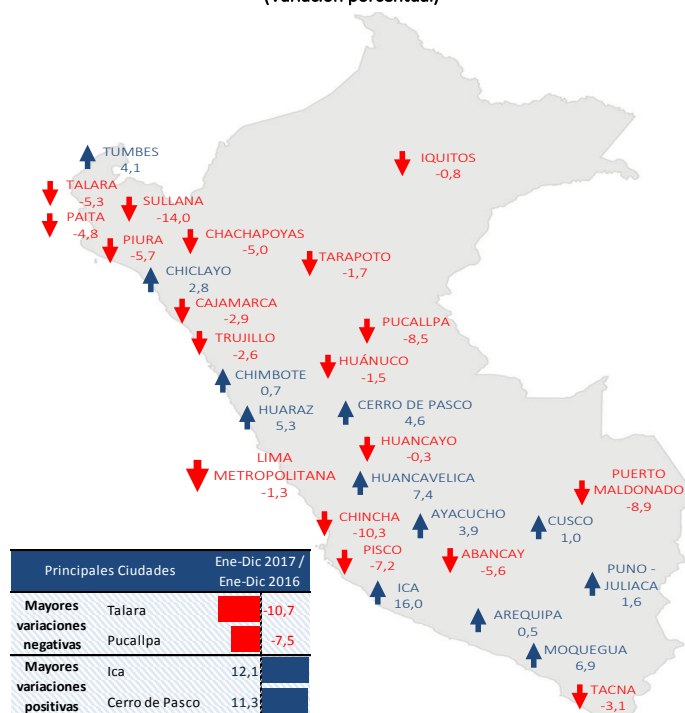 (Variación porcentual)
TUMBES
4,1
IQUITOS
-0,8
TALARA
-5,3
SULLANA
-14,0
PAITA
-4,8
PIURA
-5,7
CHACHAPOYAS
-5,0
TARAPOTO
-1,7
CHICLAYO
2,8
CAJAMARCA
-2,9
PUCALLPA
-8,5
TRUJILLO
-2,6
HUÁNUCO
-1,5
CHIMBOTE
0,7
HUARAZ
5,3
CERRO DE PASCO
4,6
HUANCAYO
-0,3
LIMA
METROPOLITANA
-1,3
HUANCAVELICA
7,4
PUERTO
MALDONADO
-8,9
CHINCHA
-10,3
AYACUCHO
3,9
CUSCO
1,0
PISCO
-7,2
ABANCAY
-5,6
ICA
16,0
PUNO -
JULIACA
1,6
AREQUIPA
0,5
MOQUEGUA
6,9
TACNA
-3,1
Principales Ciudades
Ene-Dic 2017 /
Ene-Dic 2016
Mayores
variaciones
negativas
Talara
-10,7
Pucallpa
-7,5
Mayores
variaciones
positivas
Ica
12,1
Cerro de Pasco
11,3